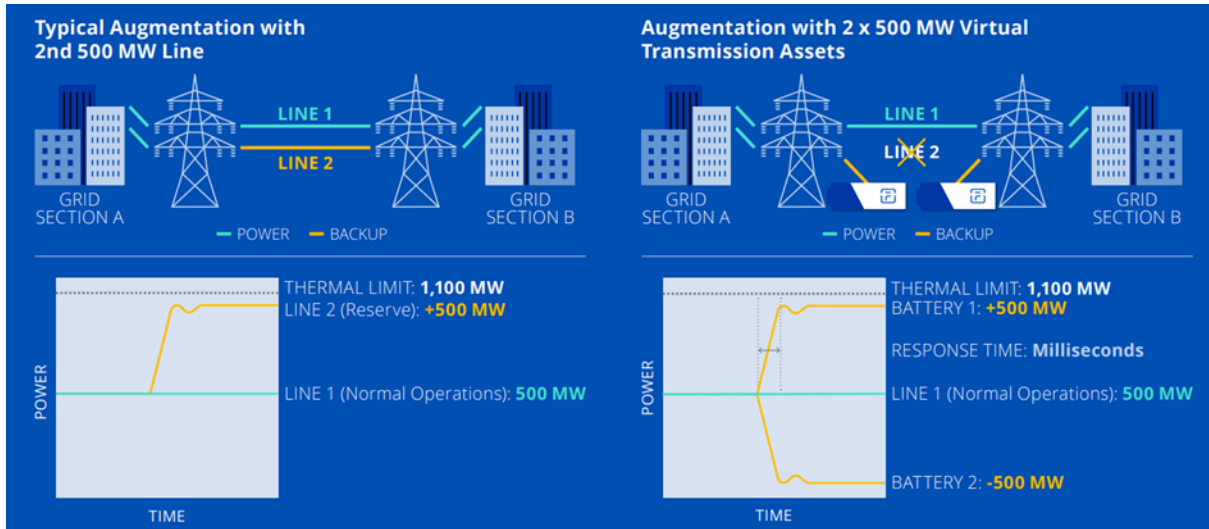 Typical Augmentation with
2nd 500 MW Line
LINE 1
LINE 2
GRID
SECTION A
GRID
SECTION B
POWER
BACKUP
THERMAL LIMIT: 1,100 MW
LINE 2 (Reserve): +500 MW
LINE 1 (Normal Operations): 500 MW
POWER
TIME
Augmentation with 2 x 500 MW Virtual
Transmission Assets
LINE 1
LINE 2
GRID
SECTION A
GRID
SECTION B
POWER
BACKUP
THERMAL LIMIT: 1,100 MW
BATTERY 1: +500 MW
RESPONSE TIME: Milliseconds
LINE 1 (Normal Operations): 500 MW
BATTERY 2: -500 MW
POWER
TIME